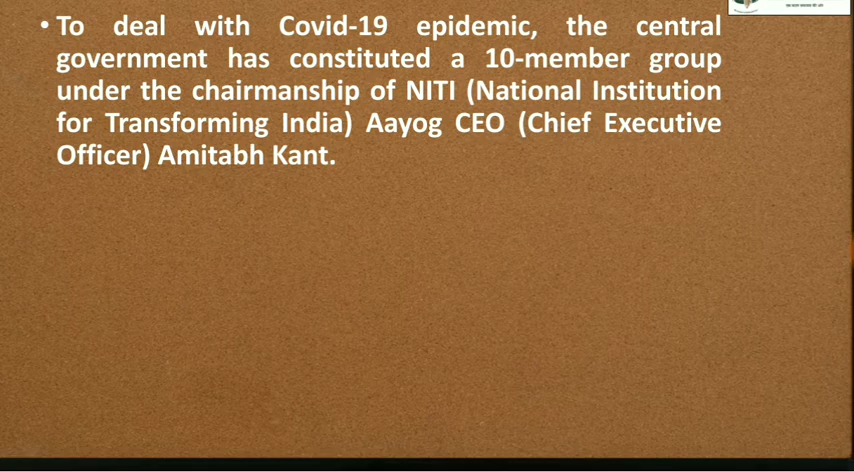 • To deal with Covid-19 epidemic, the central
government has constituted a 10-member group
under the chairmanship of NITI (National Institution
for Transforming India) Aayog CEO (Chief Executive
Officer) Amitabh Kant.